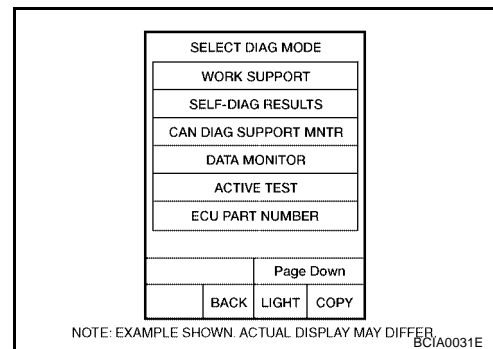 SELECT DIAG MODE
WORK SUPPORT
SELF-DIAG RESULTS
CAN DIAG SUPPORT MNTR
DATA MONITOR
ACTIVE TEST
ECU PART NUMBER
Page Down
BACK LIGHT COPY
NOTE: EXAMPLE SHOWN. ACTUAL DISPLAY MAY DIFFER.
BCIA0031E